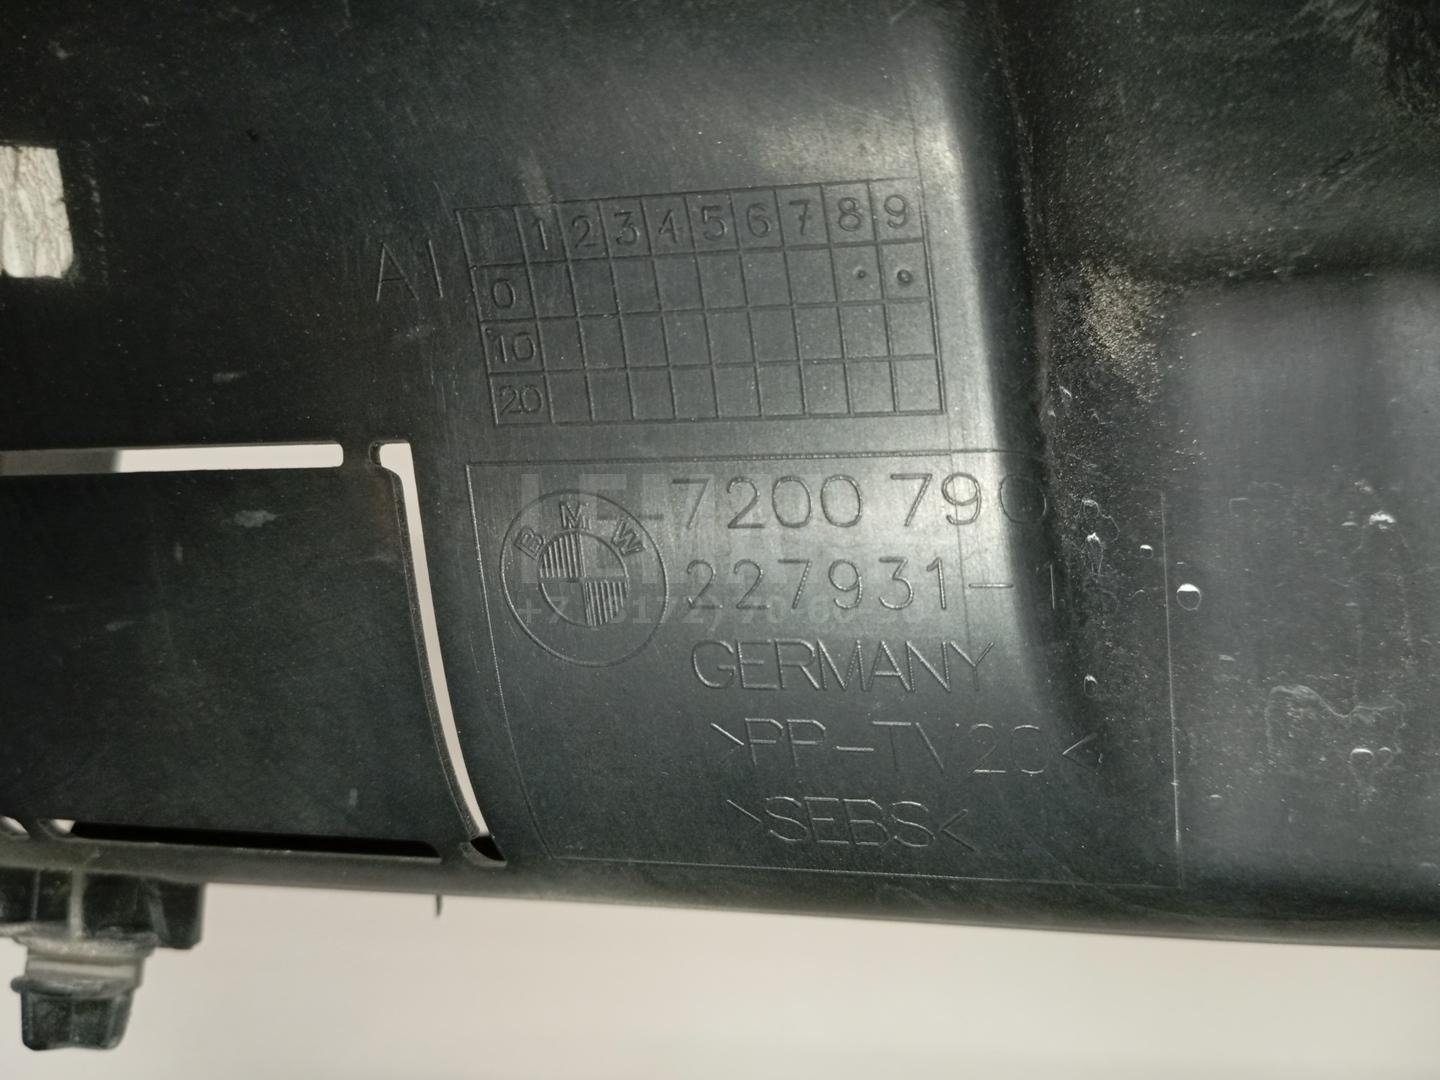 A1
1 2 3 4 5 6 7 8 9
0
10
20
7200 790
BMW
227931-1
GERMANY
>PP-TV20<
>SEBS<